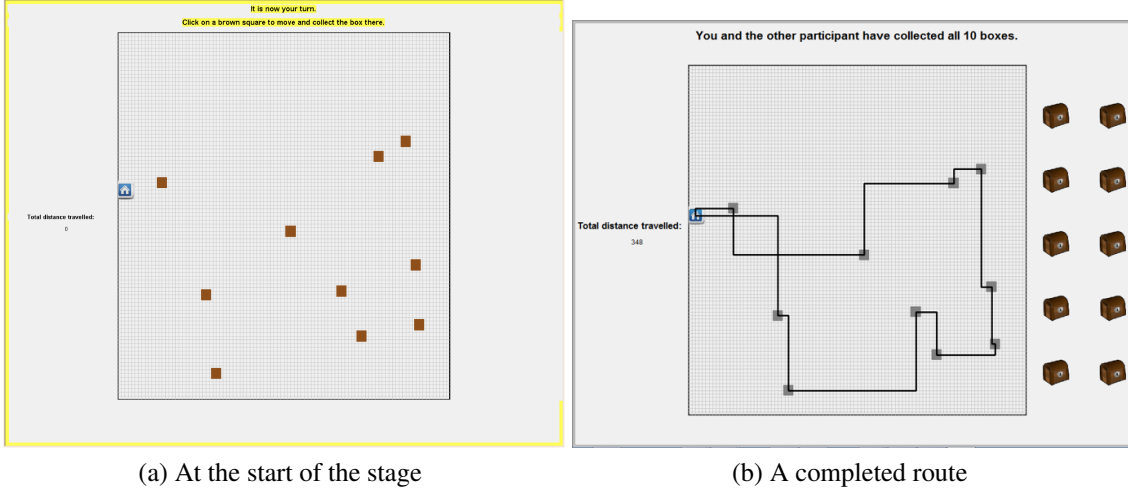 It is now your turn.
Click on a brown square to move and collect the box there.
Total distance travelled:
0
You and the other participant have collected all 10 boxes.
Total distance travelled:
348
(a) At the start of the stage
(b) A completed route